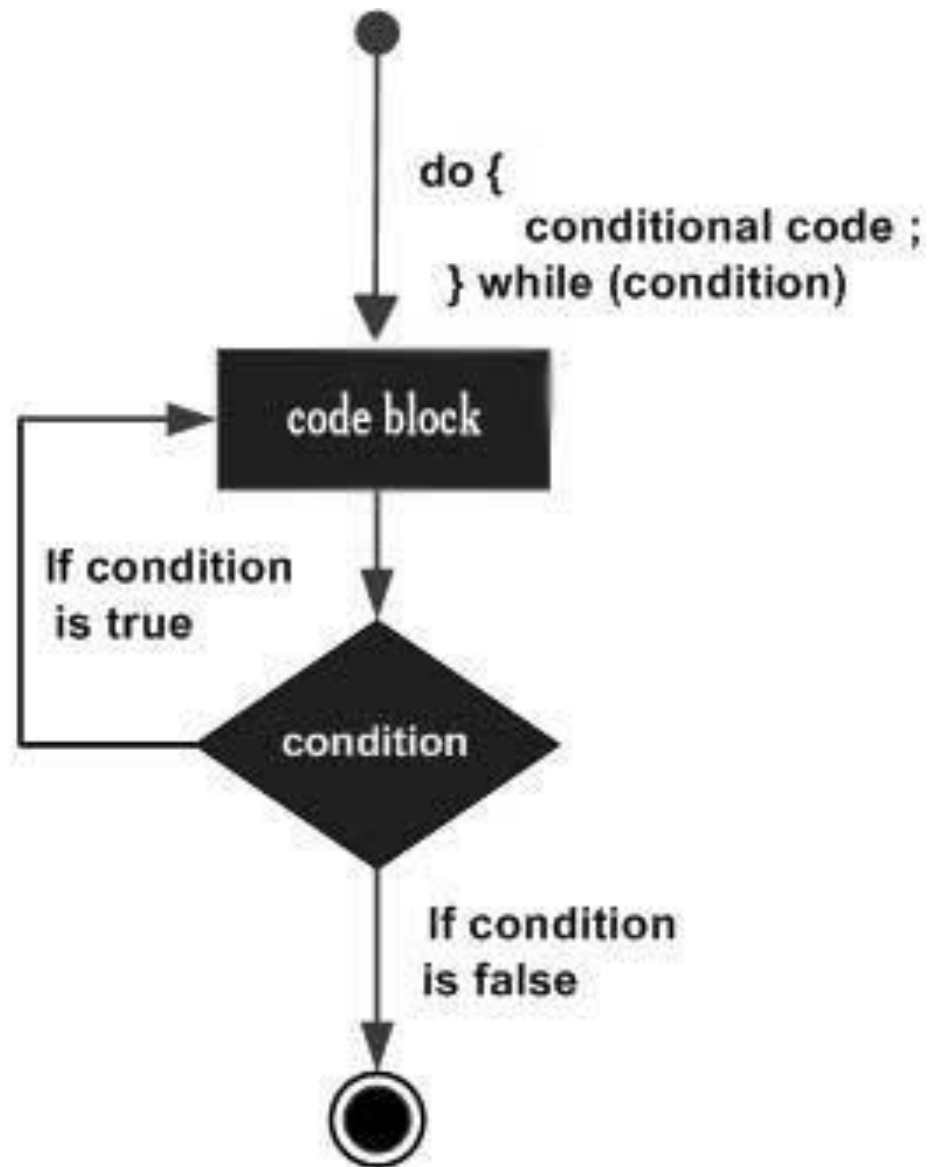 do {
conditional code ;
} while (condition)
code block
If condition
is true
condition
If condition
is false